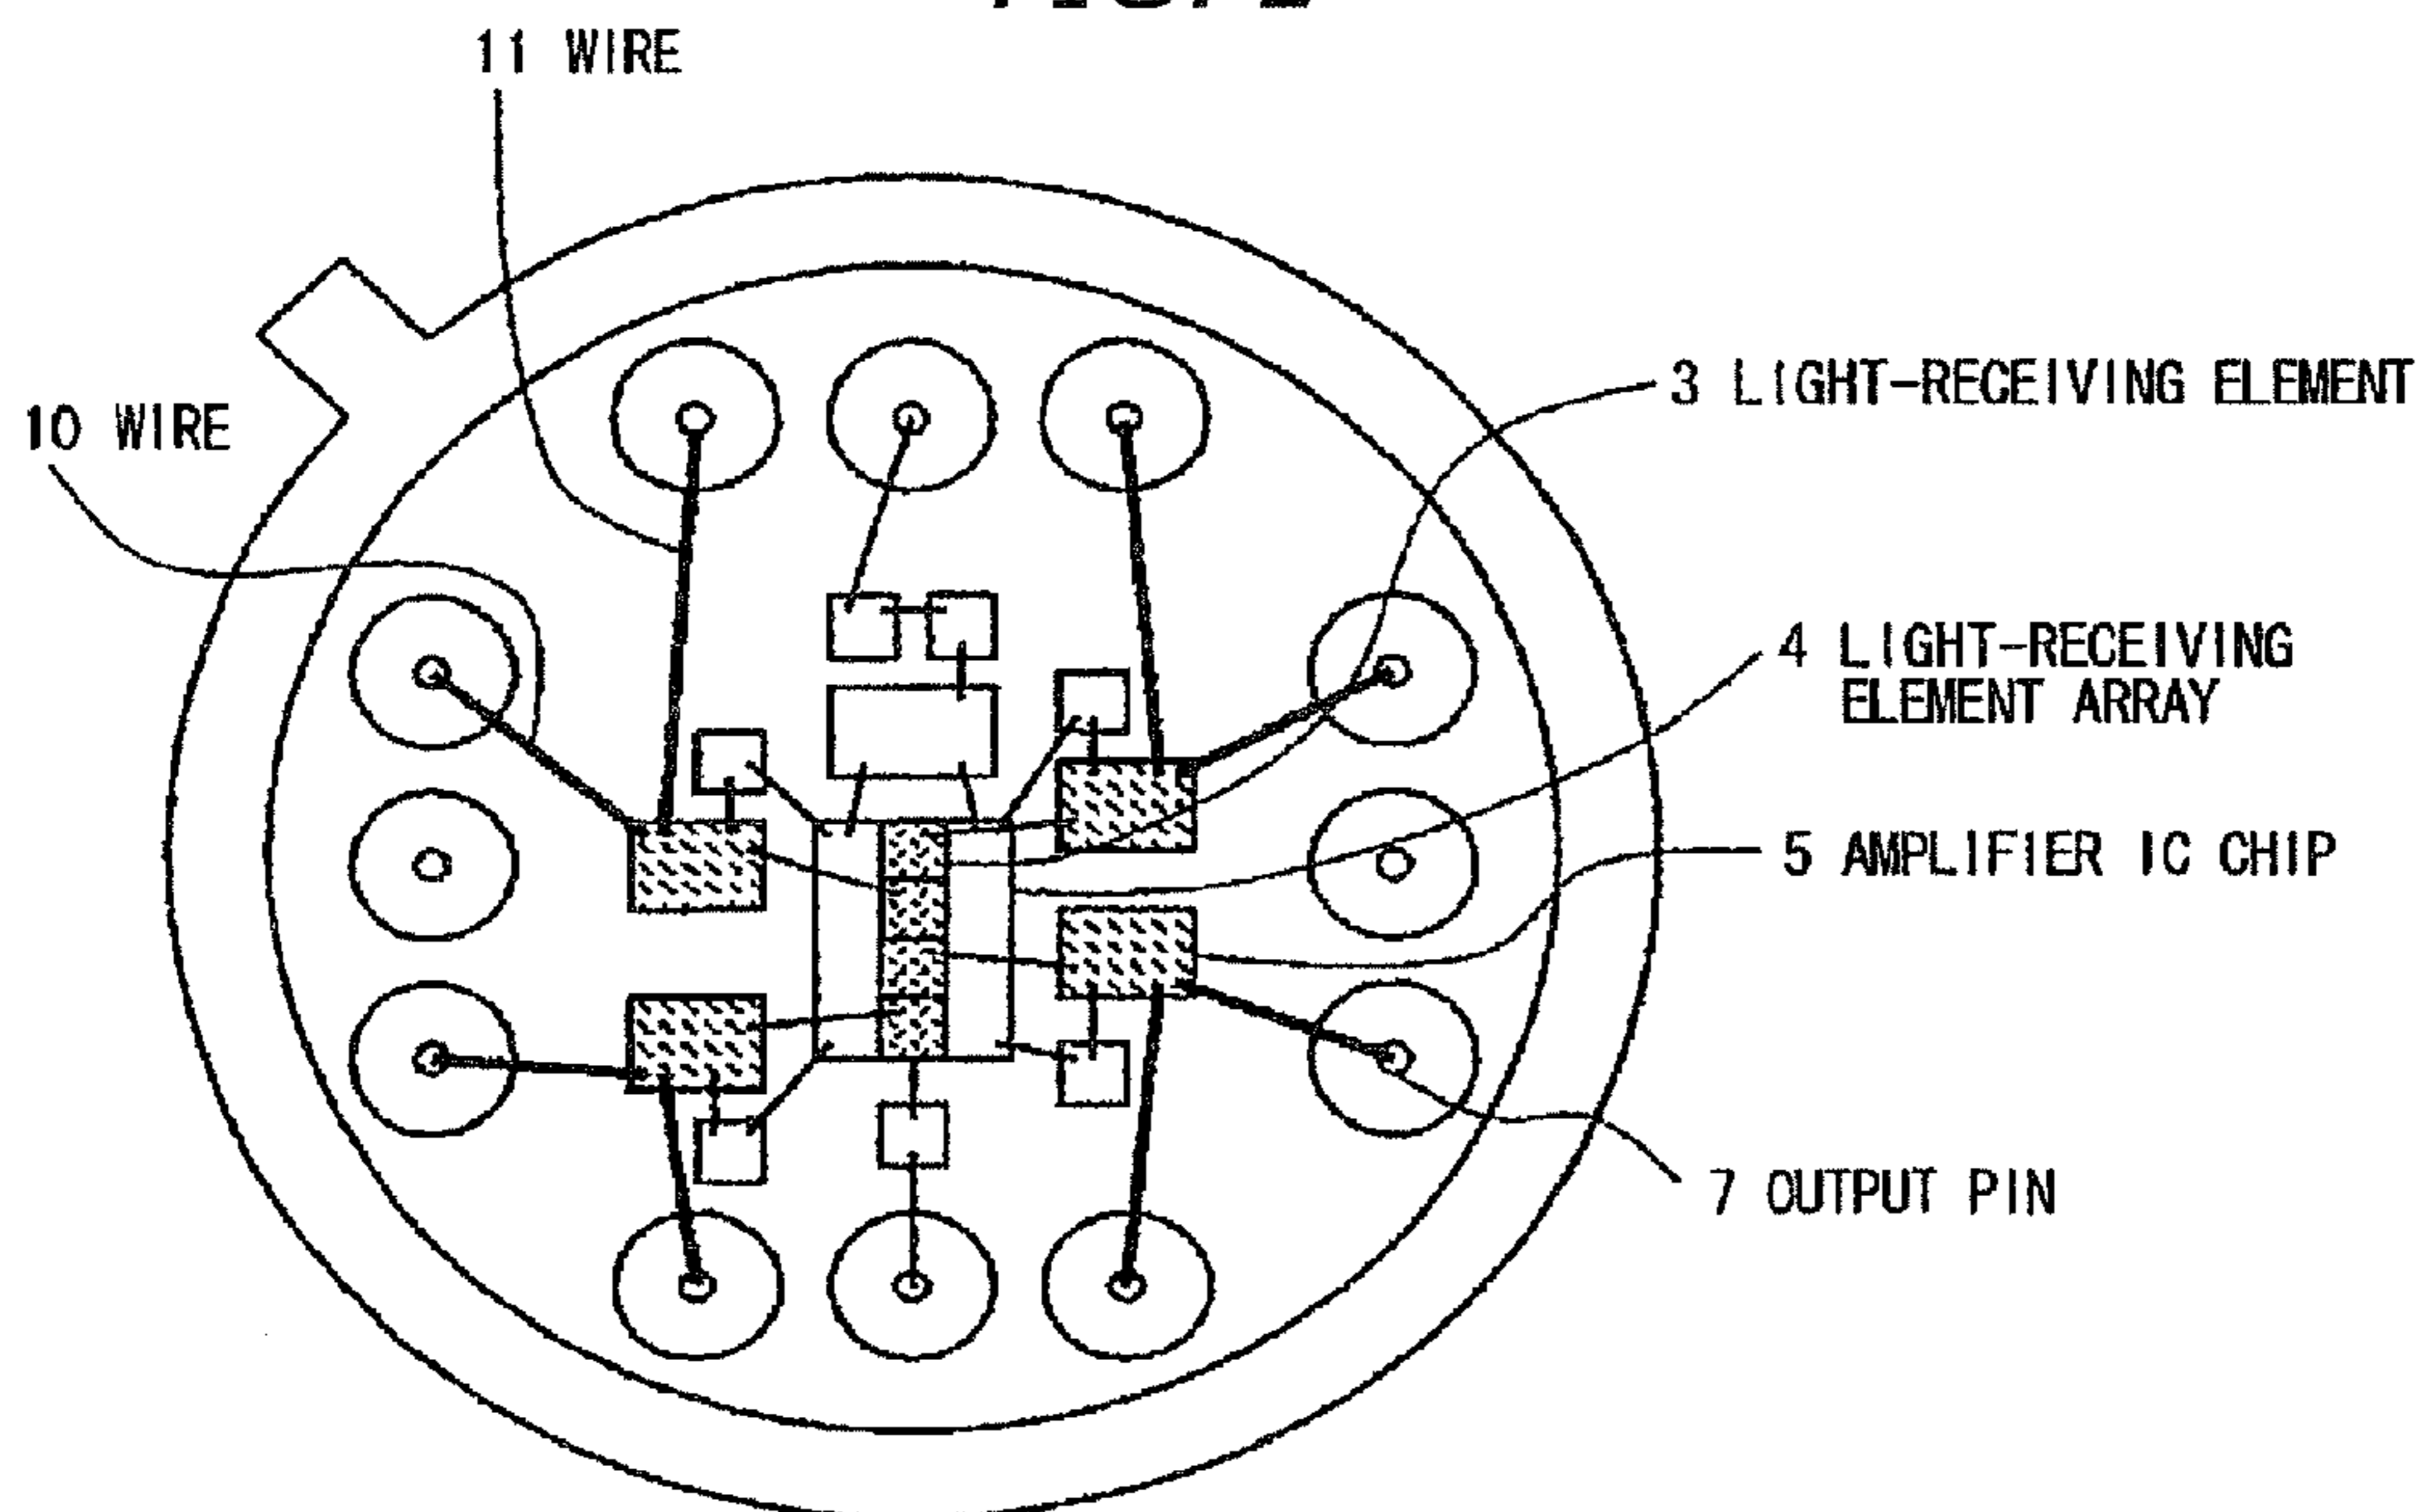 11 WIRE
10 WIRE
3 LIGHT-RECEIVING ELEMENT
4 LIGHT-RECEIVING
ELEMENT ARRAY
5 AMPLIFIER IC CHIP
7 OUTPUT PIN